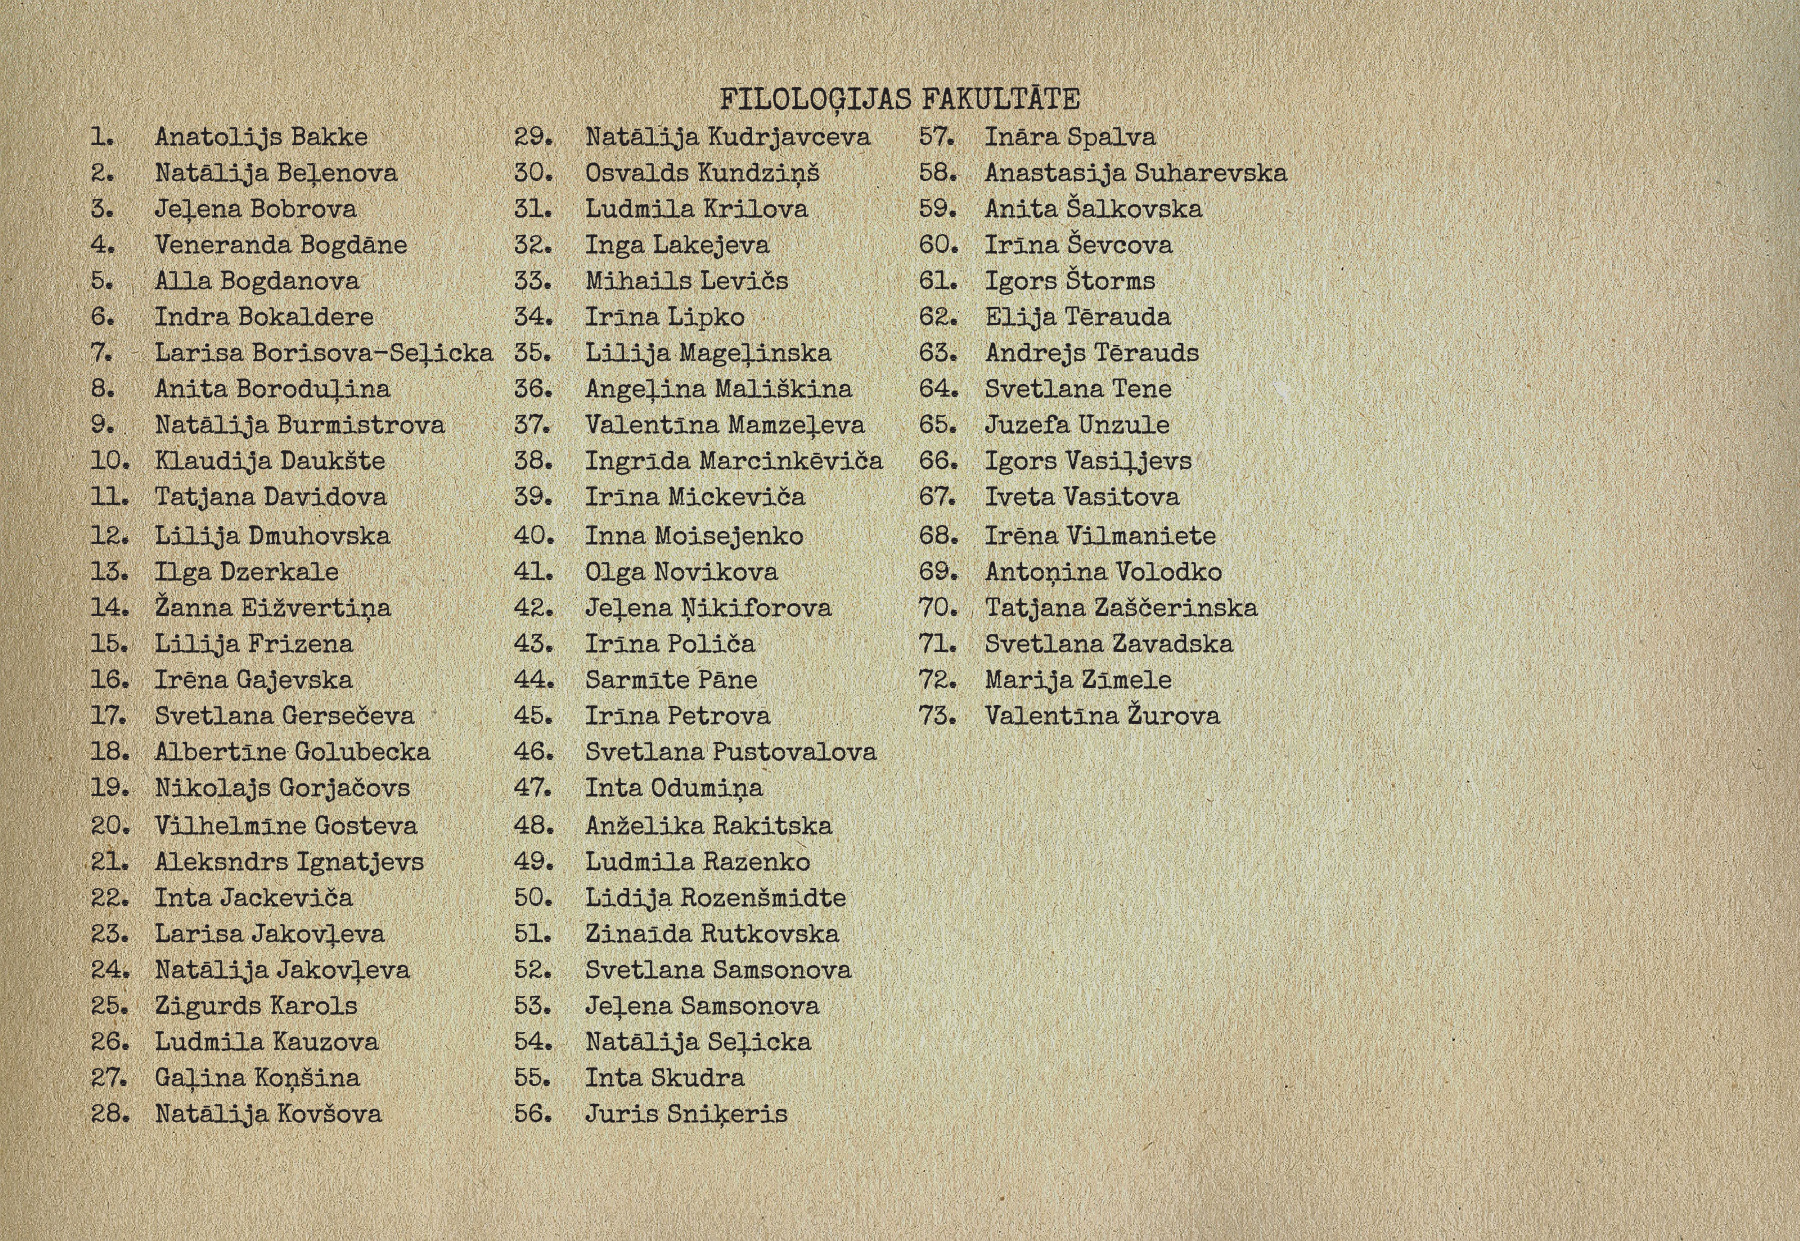 FILOLOĢIJAS FAKULTĀTE
1. Anatolijs Bakke
2. Natālija Beļenova
3. Jeļena Bobrova
4. Veneranda Bogdāne
5. Alla Bogdanova
6. Indra Bokaldere
7. Larisa Borisova-Seļicka
8. Anita Boroduļina
9. Natālija Burmistrova
10. Klaudija Daukšte
11. Tatjana Davidova
12. Lilija Dmuhovska
13. Ilga Dzerkale
14. Žanna Eižvertiņa
15. Lilija Frizena
16. Irēna Gajevska
17. Svetlana Gersečeva
18. Albertīne Golubecka
19. Nikolajs Gorjačovs
20. Vilhelmīne Gosteva
21. Aleksndrs Ignatjevs
22. Inta Jackeviča
23. Larisa Jakovļeva
24. Natālija Jakovļeva
25. Zigurds Karols
26. Ludmila Kauzova
27. Gaļina Koņšina
28. Natālija Kovšova
29. Natālija Kudrjavceva
30. Osvalds Kundziņš
31. Ludmila Krilova
32. Inga Lakejeva
33. Mihails Levičs
34. Irīna Lipko
35. Lilija Mageļinska
36. Angeļina Mališkina
37. Valentīna Mamzeļeva
38. Ingrīda Marcinkēviča
39. Irīna Mickeviča
40. Inna Moisejenko
41. Olga Novikova
42. Jeļena Ņikiforova
43. Irīna Poliča
44. Sarmīte Pāne
45. Irīna Petrova
46. Svetlana Pustovalova
47. Inta Odumiņa
48. Anželika Rakitska
49. Ludmila Razenko
50. Lidija Rozenšmidte
51. Zinaīda Rutkovska
52. Svetlana Samsonova
53. Jeļena Samsonova
54. Natālija Seļicka
55. Inta Skudra
56. Juris Sniķeris
57. Ināra Spalva
58. Anastasija Suharevska
59. Anita Šalkovska
60. Irīna Ševcova
61. Igors Štorms
62. Elija Tērauda
63. Andrejs Tērauds
64. Svetlana Tene
65. Juzefa Unzule
66. Igors Vasiļjevs
67. Iveta Vasitova
68. Irēna Vilmaniete
69. Antoņina Volodko
70. Tatjana Zaščerinska
71. Svetlana Zavadska
72. Marija Zīmele
73. Valentīna Žurova